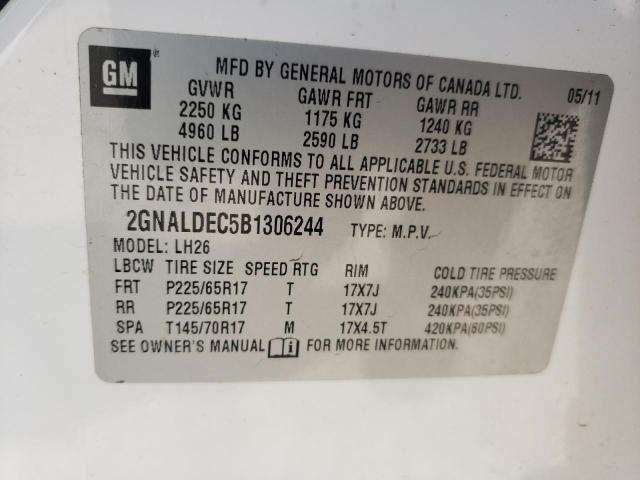 GM
MFD BY GENERAL MOTORS OF CANADA LTD.
GVWR GAWR FRT GAWR RR 05/11
2250 KG 1175 KG 1240 KG
4960 LB 2590 LB 2733 LB
THIS VEHICLE CONFORMS TO ALL APPLICABLE U.S. FEDERAL MOTOR
VEHICLE SAFETY AND THEFT PREVENTION STANDARDS IN EFFECT ON
THE DATE OF MANUFACTURE SHOWN ABOVE.
2GNALDEC5B1306244 TYPE: M.P.V.
MODEL: LH26
LBCW TIRE SIZE SPEED RTG RIM COLD TIRE PRESSURE
FRT P225/65R17 T 17X7J 240KPA(35PSI)
RR P225/65R17 T 17X7J 240KPA(35PSI)
SPA T145/70R17 M 17X4.5T 420KPA(60PSI)
SEE OWNER'S MANUAL i FOR MORE INFORMATION.